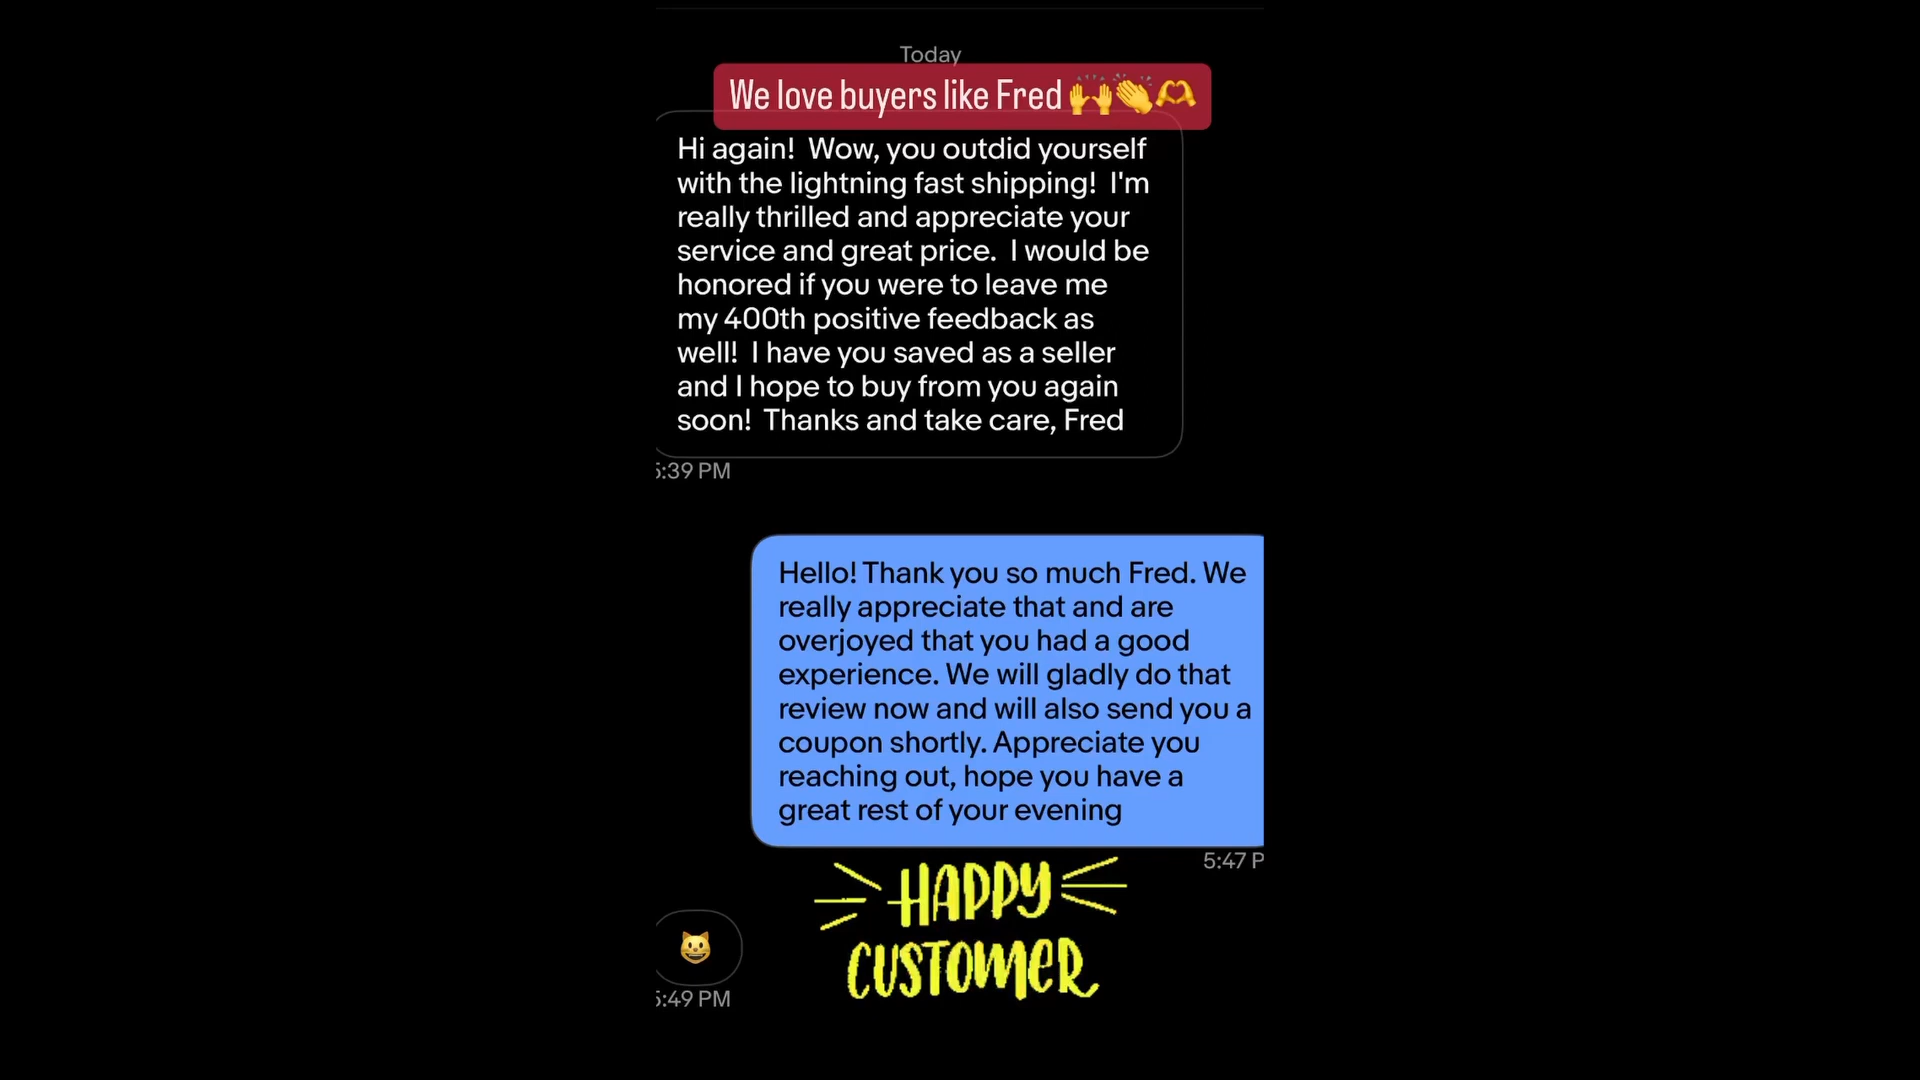 Today
We love buyers like Fred 🙌👏🫶
Hi again!  Wow, you outdid yourself
with the lightning fast shipping!  I'm
really thrilled and appreciate your
service and great price.  I would be
honored if you were to leave me
my 400th positive feedback as
well!  I have you saved as a seller
and I hope to buy from you again
soon!  Thanks and take care, Fred
5:39 PM
Hello! Thank you so much Fred. We
really appreciate that and are
overjoyed that you had a good
experience. We will gladly do that
review now and will also send you a
coupon shortly. Appreciate you
reaching out, hope you have a
great rest of your evening
5:47 P
HAPPY
CUSTOMER
😺
5:49 PM